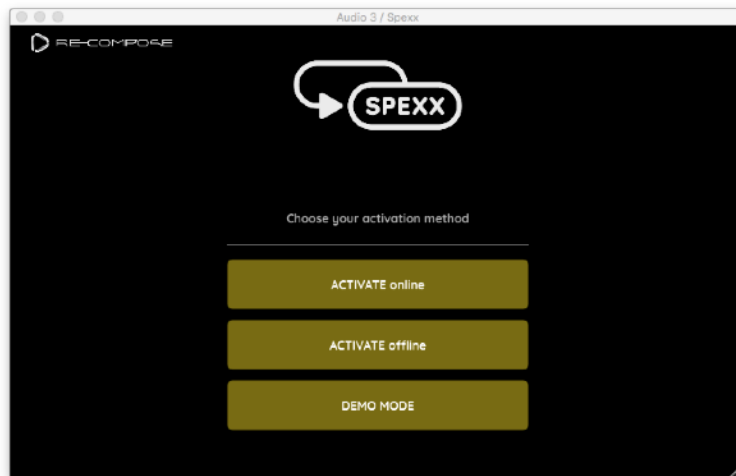 Audio 3 / Spexx
RE-COMPOSE
SPEXX
Choose your activation method
ACTIVATE online
ACTIVATE offline
DEMO MODE